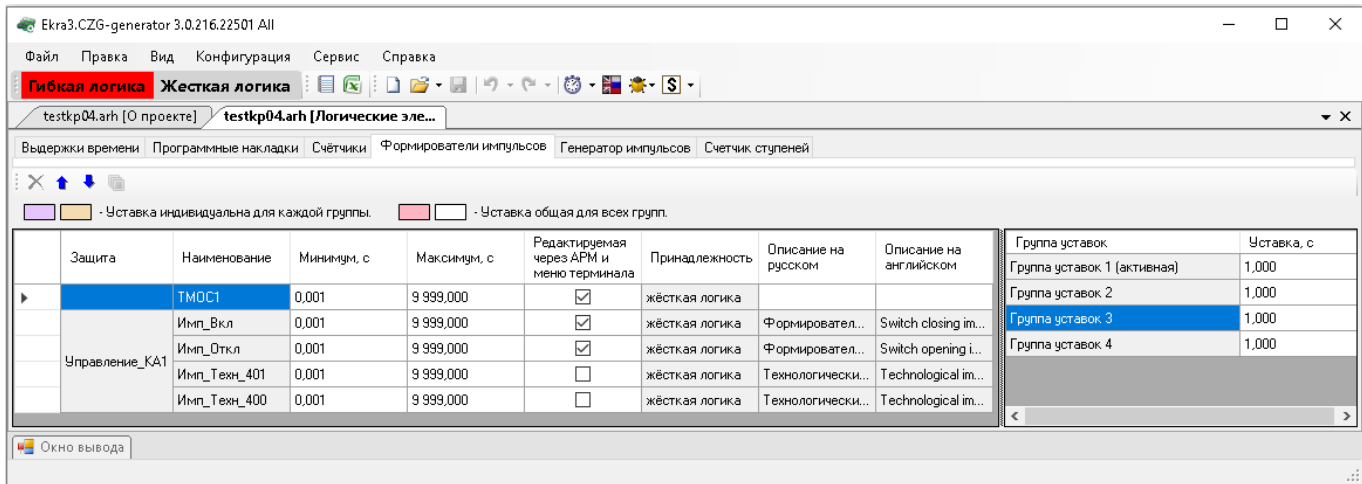 Ekra3.CZG-generator 3.0.216.22501 All
Файл Правка Вид Конфигурация Сервис Справка
Гибкая логика Жесткая логика S
testkp04.arh [О проекте] testkp04.arh [Логические эле...
Выдержки времени Программные накладки Счётчики Формирователи импульсов Генератор импульсов Счетчик ступеней
- Уставка индивидуальна для каждой группы. - Уставка общая для всех групп.
Защита Наименование Минимум, с Максимум, с Редактируемая через АРМ и меню терминала Принадлежность Описание на русском Описание на английском
ТМОС1 0,001 9 999,000 жёсткая логика
Управление_КА1
Имп_Вкл 0,001 9 999,000 жёсткая логика Формировател... Switch closing im...
Имп_Откл 0,001 9 999,000 жёсткая логика Формировател... Switch opening i...
Имп_Техн_401 0,001 9 999,000 жёсткая логика Технологически... Technological im...
Имп_Техн_400 0,001 9 999,000 жёсткая логика Технологически... Technological im...
Группа уставок Уставка, с
Группа уставок 1 (активная) 1,000
Группа уставок 2 1,000
Группа уставок 3 1,000
Группа уставок 4 1,000
Окно вывода